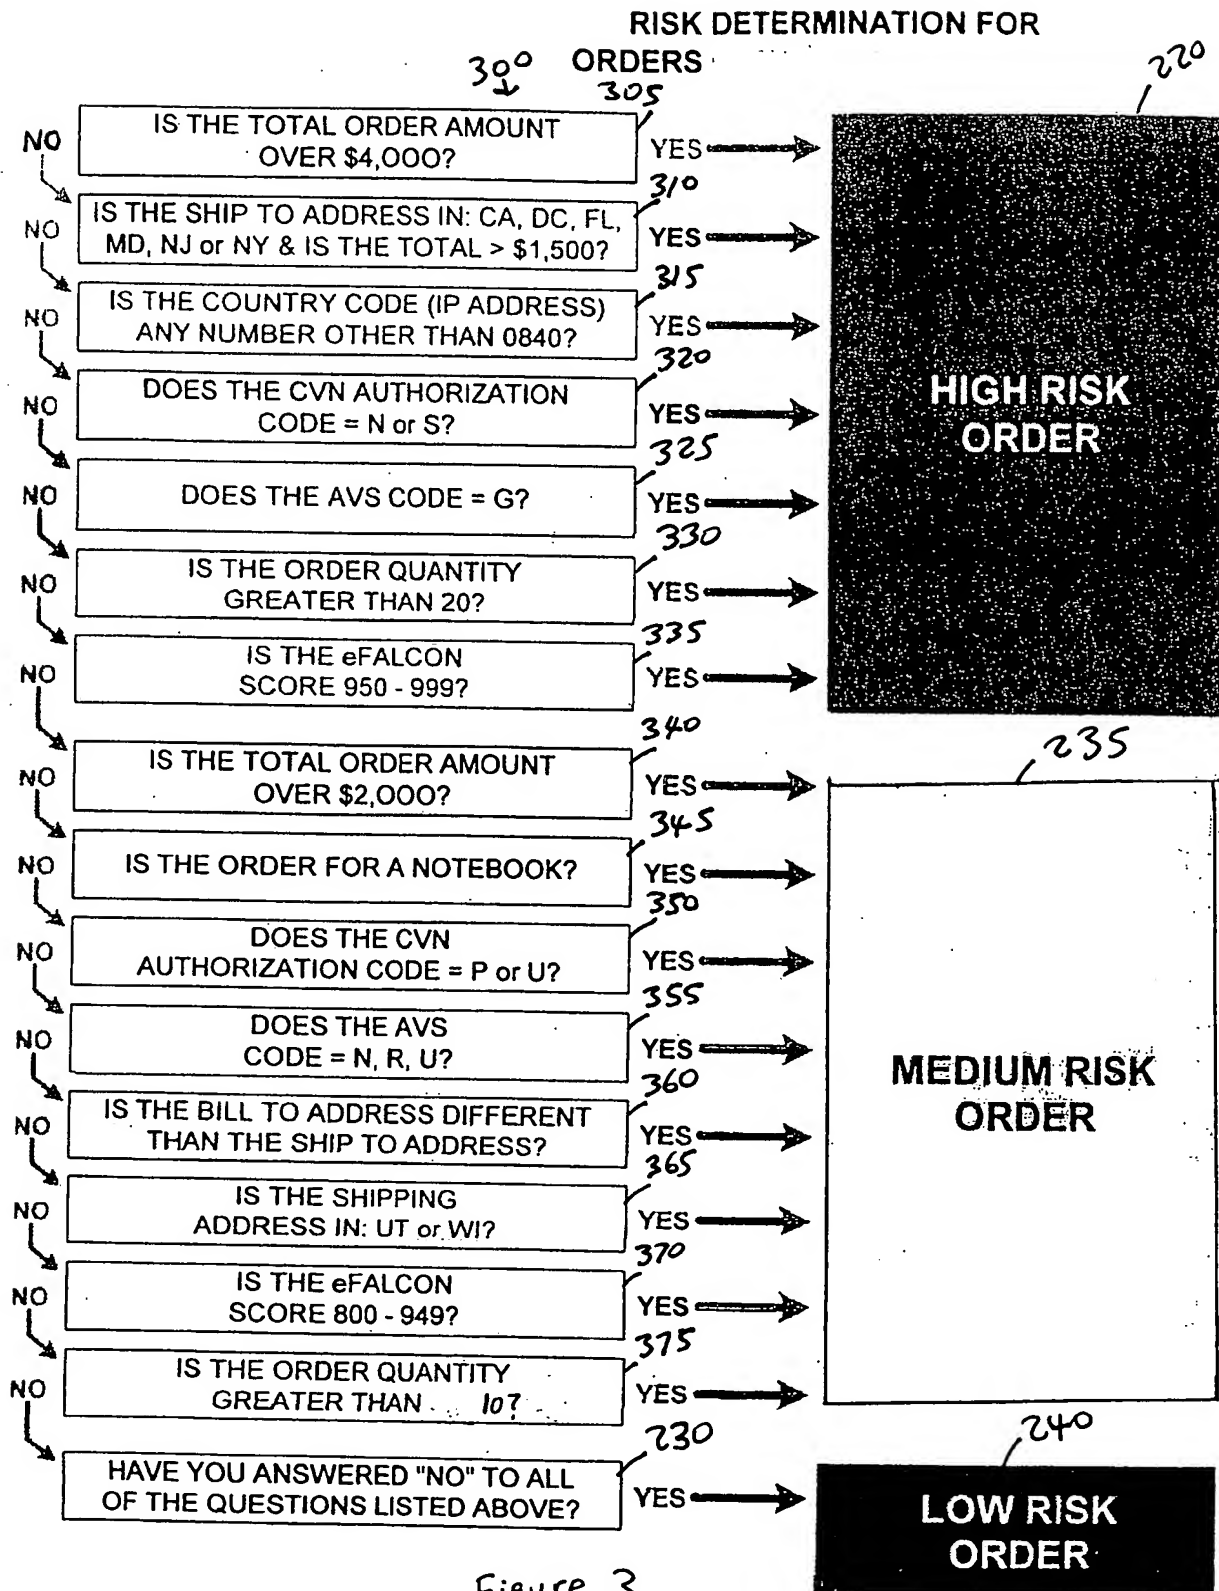 RISK DETERMINATION FOR
ORDERS
300
305
220
NO
IS THE TOTAL ORDER AMOUNT
OVER $4,000?
YES
310
NO
IS THE SHIP TO ADDRESS IN: CA, DC, FL,
MD, NJ or NY & IS THE TOTAL > $1,500?
YES
315
NO
IS THE COUNTRY CODE (IP ADDRESS)
ANY NUMBER OTHER THAN 0840?
YES
320
NO
DOES THE CVN AUTHORIZATION
CODE = N or S?
YES
325
HIGH RISK
ORDER
NO
DOES THE AVS CODE = G?
YES
330
NO
IS THE ORDER QUANTITY
GREATER THAN 20?
YES
335
NO
IS THE eFALCON
SCORE 950 - 999?
YES
340
235
NO
IS THE TOTAL ORDER AMOUNT
OVER $2,000?
YES
345
NO
IS THE ORDER FOR A NOTEBOOK?
YES
350
NO
DOES THE CVN
AUTHORIZATION CODE = P or U?
YES
355
NO
DOES THE AVS
CODE = N, R, U?
YES
360
MEDIUM RISK
ORDER
NO
IS THE BILL TO ADDRESS DIFFERENT
THAN THE SHIP TO ADDRESS?
YES
365
NO
IS THE SHIPPING
ADDRESS IN: UT or WI?
YES
370
NO
IS THE eFALCON
SCORE 800 - 949?
YES
375
NO
IS THE ORDER QUANTITY
GREATER THAN 10?
YES
230
240
HAVE YOU ANSWERED "NO" TO ALL
OF THE QUESTIONS LISTED ABOVE?
YES
LOW RISK
ORDER
Figure 3